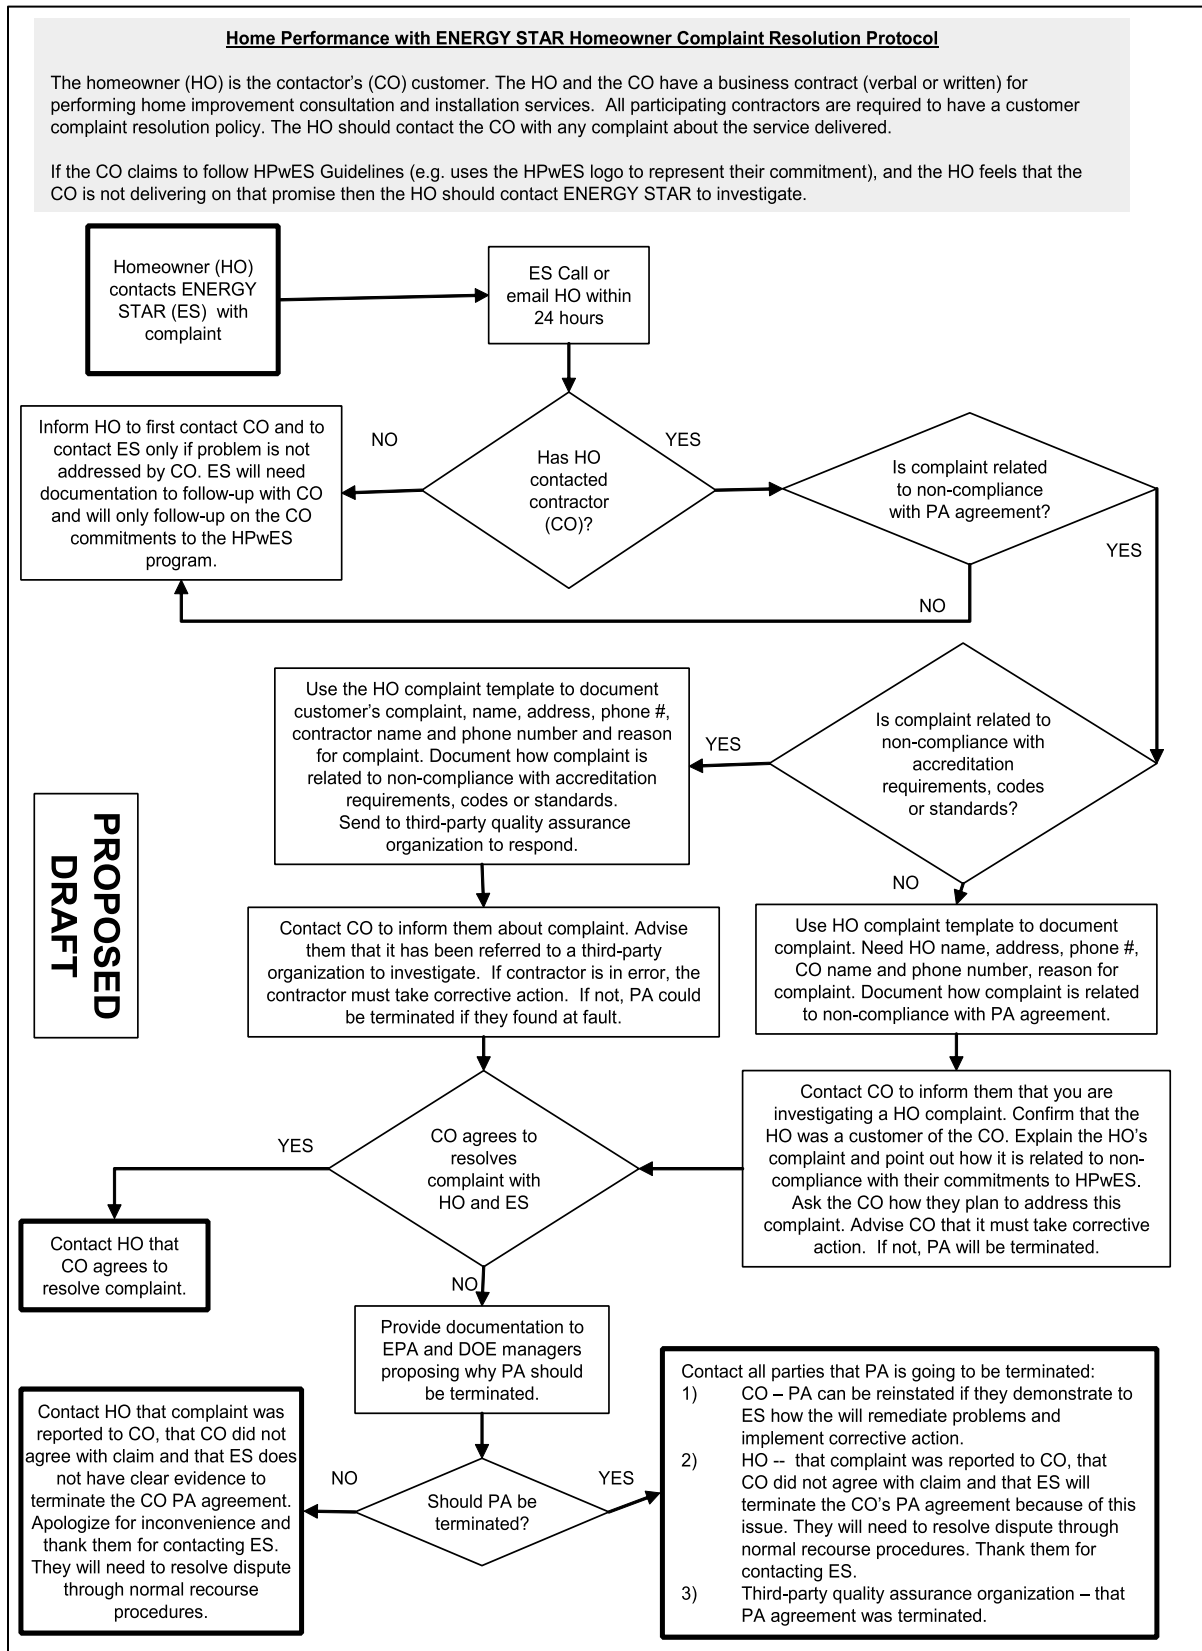 Home Performance with ENERGY STAR Homeowner Complaint Resolution Protocol
The homeowner (HO) is the contactor's (CO) customer. The HO and the CO have a business contract (verbal or written) for
performing home improvement consultation and installation services.  All participating contractors are required to have a customer
complaint resolution policy. The HO should contact the CO with any complaint about the service delivered.
If the CO claims to follow HPwES Guidelines (e.g. uses the HPwES logo to represent their commitment), and the HO feels that the
CO is not delivering on that promise then the HO should contact ENERGY STAR to investigate.
Homeowner (HO)
contacts ENERGY
STAR (ES)  with
complaint
ES Call or
email HO within
24 hours
Inform HO to first contact CO and to
contact ES only if problem is not
addressed by CO. ES will need
documentation to follow-up with CO
and will only follow-up on the CO
commitments to the HPwES
program.
NO
Has HO
contacted
contractor
(CO)?
YES
Is complaint related
to non-compliance
with PA agreement?
YES
NO
Use the HO complaint template to document
customer's complaint, name, address, phone #,
contractor name and phone number and reason
for complaint. Document how complaint is
related to non-compliance with accreditation
requirements, codes or standards.
Send to third-party quality assurance
organization to respond.
YES
Is complaint related to
non-compliance with
accreditation
requirements, codes
or standards?
NO
PROPOSED
DRAFT
Contact CO to inform them about complaint. Advise
them that it has been referred to a third-party
organization to investigate.  If contractor is in error, the
contractor must take corrective action.  If not, PA could
be terminated if they found at fault.
Use HO complaint template to document
complaint. Need HO name, address, phone #,
CO name and phone number, reason for
complaint. Document how complaint is related
to non-compliance with PA agreement.
YES
CO agrees to
resolves
complaint with
HO and ES
Contact CO to inform them that you are
investigating a HO complaint. Confirm that the
HO was a customer of the CO. Explain the HO's
complaint and point out how it is related to non-
compliance with their commitments to HPwES.
Ask the CO how they plan to address this
complaint. Advise CO that it must take corrective
action.  If not, PA will be terminated.
Contact HO that
CO agrees to
resolve complaint.
NO
Provide documentation to
EPA and DOE managers
proposing why PA should
be terminated.
Contact HO that complaint was
reported to CO, that CO did not
agree with claim and that ES does
not have clear evidence to
terminate the CO PA agreement.
Apologize for inconvenience and
thank them for contacting ES.
They will need to resolve dispute
through normal recourse
procedures.
NO
Should PA be
terminated?
YES
Contact all parties that PA is going to be terminated:
1) CO – PA can be reinstated if they demonstrate to
ES how the will remediate problems and
implement corrective action.
2) HO --  that complaint was reported to CO, that
CO did not agree with claim and that ES will
terminate the CO's PA agreement because of this
issue. They will need to resolve dispute through
normal recourse procedures. Thank them for
contacting ES.
3) Third-party quality assurance organization – that
PA agreement was terminated.